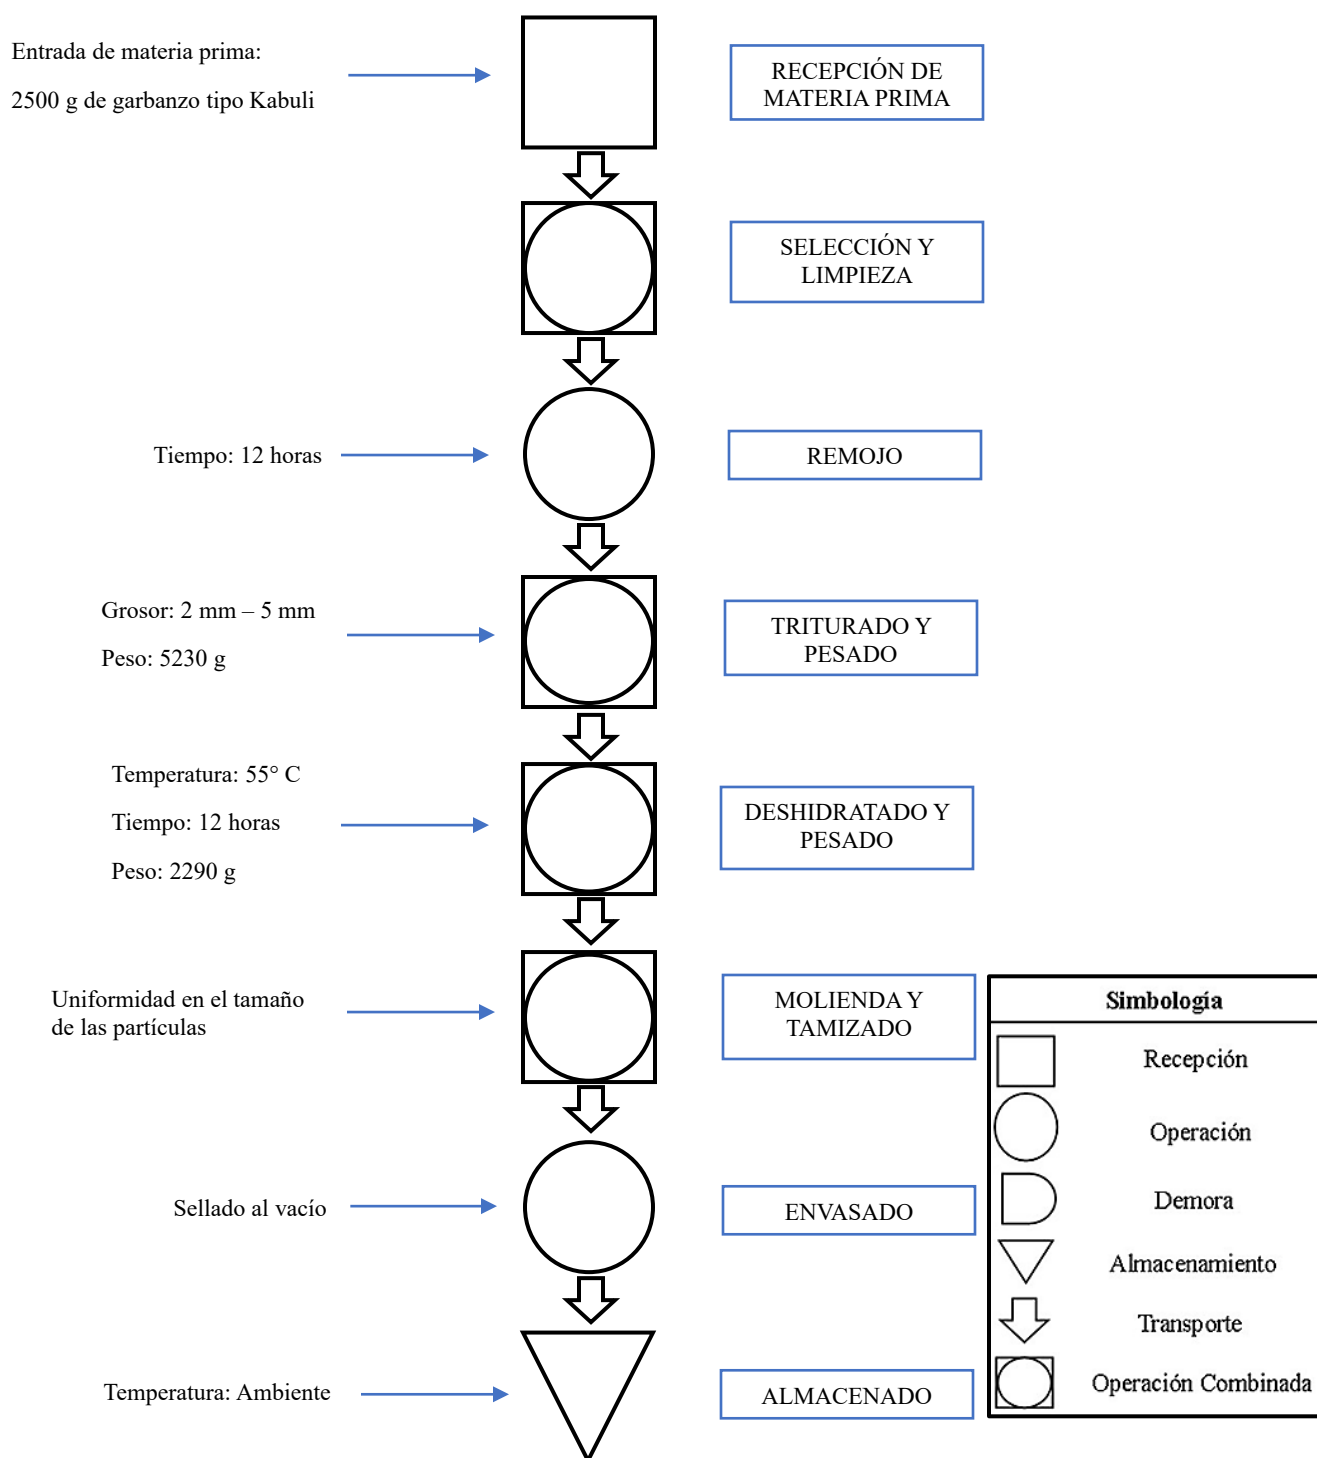 Entrada de materia prima:
2500 g de garbanzo tipo Kabuli
RECEPCIÓN DE
MATERIA PRIMA
SELECCIÓN Y
LIMPIEZA
Tiempo: 12 horas
REMOJO
Grosor: 2 mm – 5 mm
Peso: 5230 g
TRITURADO Y
PESADO
Temperatura: 55° C
Tiempo: 12 horas
Peso: 2290 g
DESHIDRATADO Y
PESADO
Uniformidad en el tamaño
de las partículas
MOLIENDA Y
TAMIZADO
Sellado al vacío
ENVASADO
Temperatura: Ambiente
ALMACENADO
Simbología
Recepción
Operación
Demora
Almacenamiento
Transporte
Operación Combinada